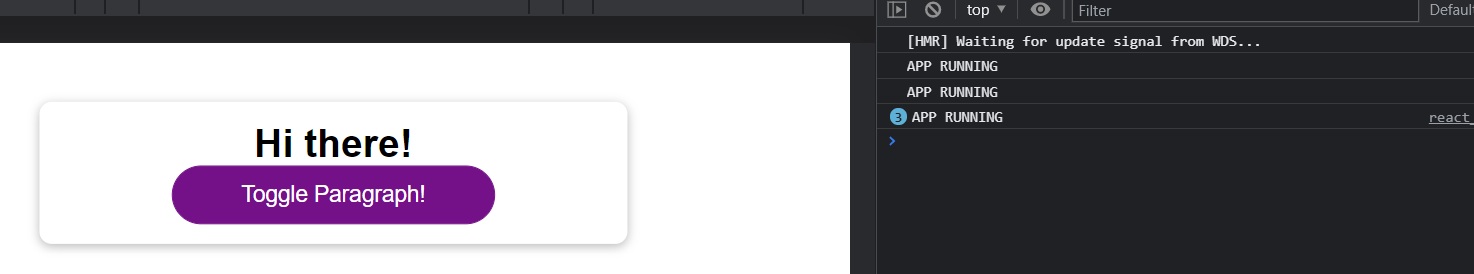 top ▼
Filter
Default
[HMR] Waiting for update signal from WDS...
APP RUNNING
APP RUNNING
3 APP RUNNING
react_
Hi there!
Toggle Paragraph!